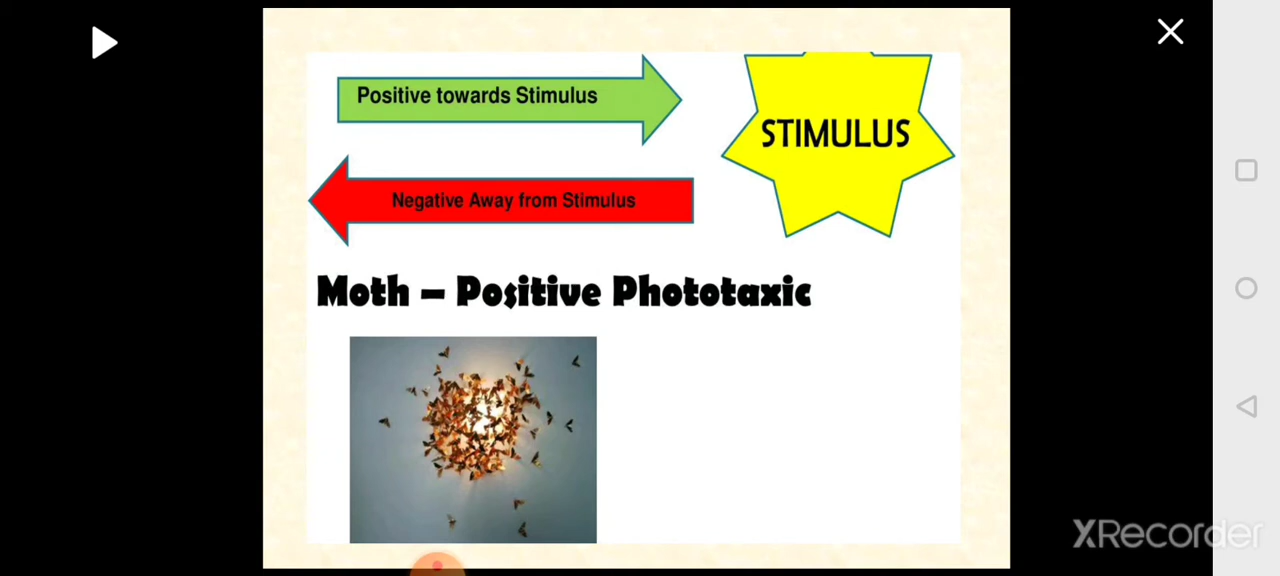 Positive towards Stimulus
STIMULUS
Negative Away from Stimulus
Moth – Positive Phototaxic
XRecorder